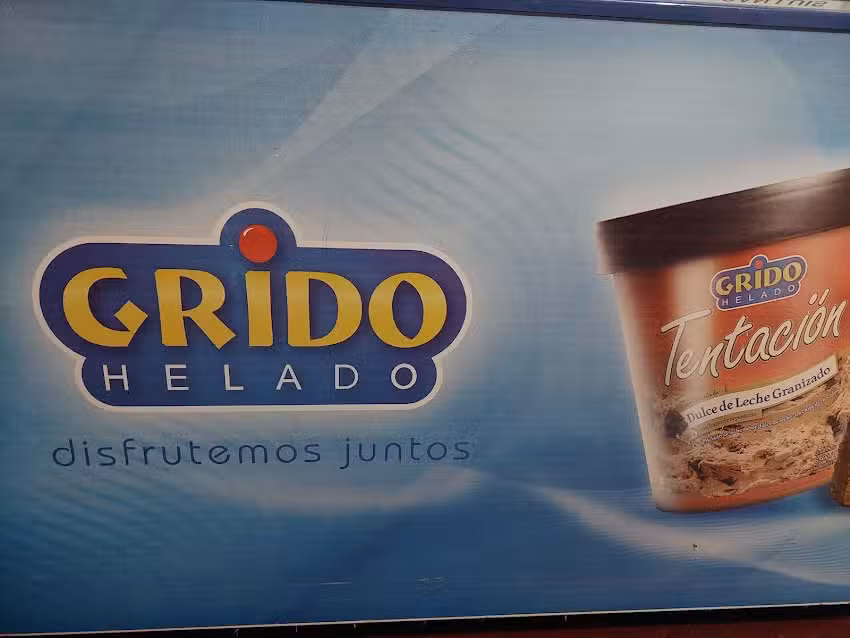 GRIDO
HELADO
disfrutemos juntos
GRIDO
HELADO
Tentación
Dulce de Leche Granizado